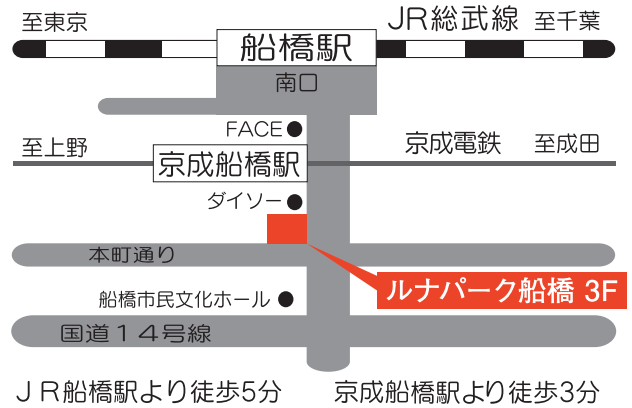 至東京
船橋駅
JR総武線 至千葉
南口
FACE
至上野
京成船橋駅
京成電鉄 至成田
ダイソー
本町通り
ルナパーク船橋 3F
船橋市民文化ホール
国道14号線
JR船橋駅より徒歩5分
京成船橋駅より徒歩3分